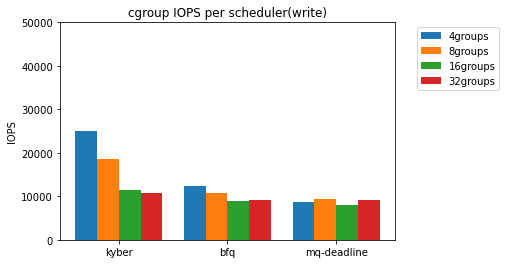 cgroup IOPS per scheduler(write)
50000
40000
30000
20000
10000
0
IOPS
kyber
bfq
mq-deadline
4groups
8groups
16groups
32groups